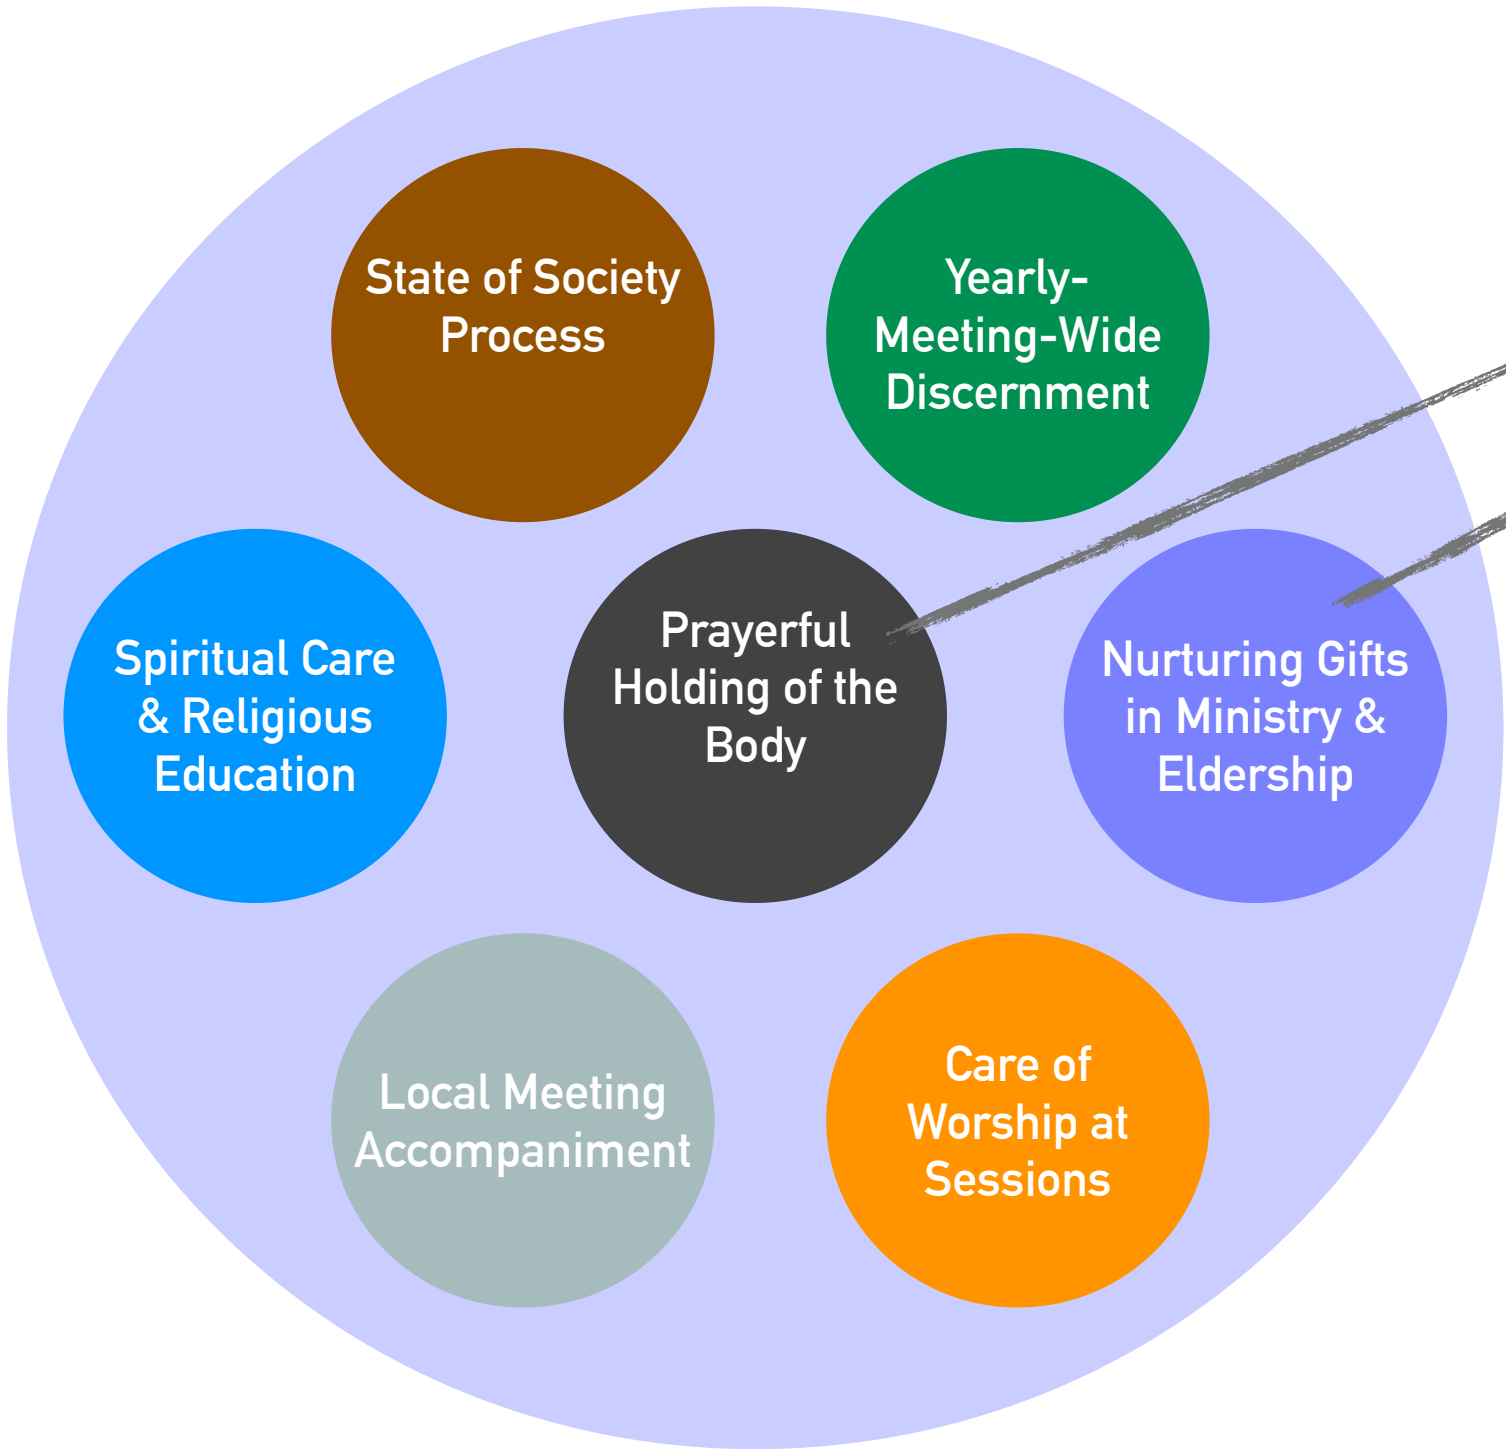 State of Society
Process
Yearly-
Meeting-Wide
Discernment
Spiritual Care
& Religious
Education
Prayerful
Holding of the
Body
Nurturing Gifts
in Ministry &
Eldership
Local Meeting
Accompaniment
Care of
Worship at
Sessions